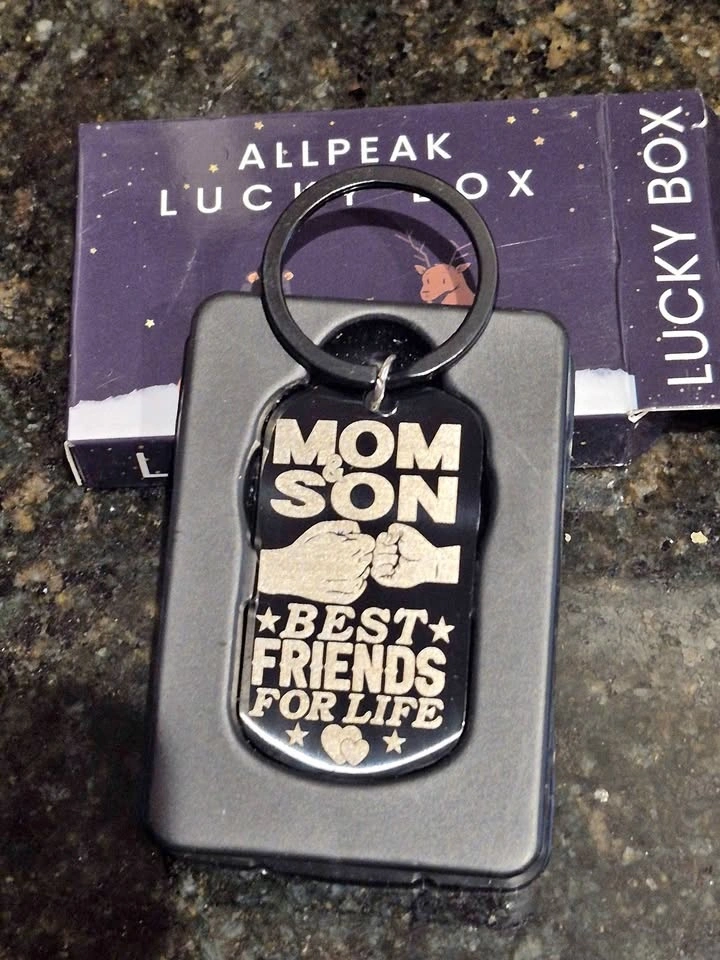 ALLPEAK
LUCKY BOX
LUCKY BOX
MOM
&
SON
BEST
FRIENDS
FOR LIFE
L